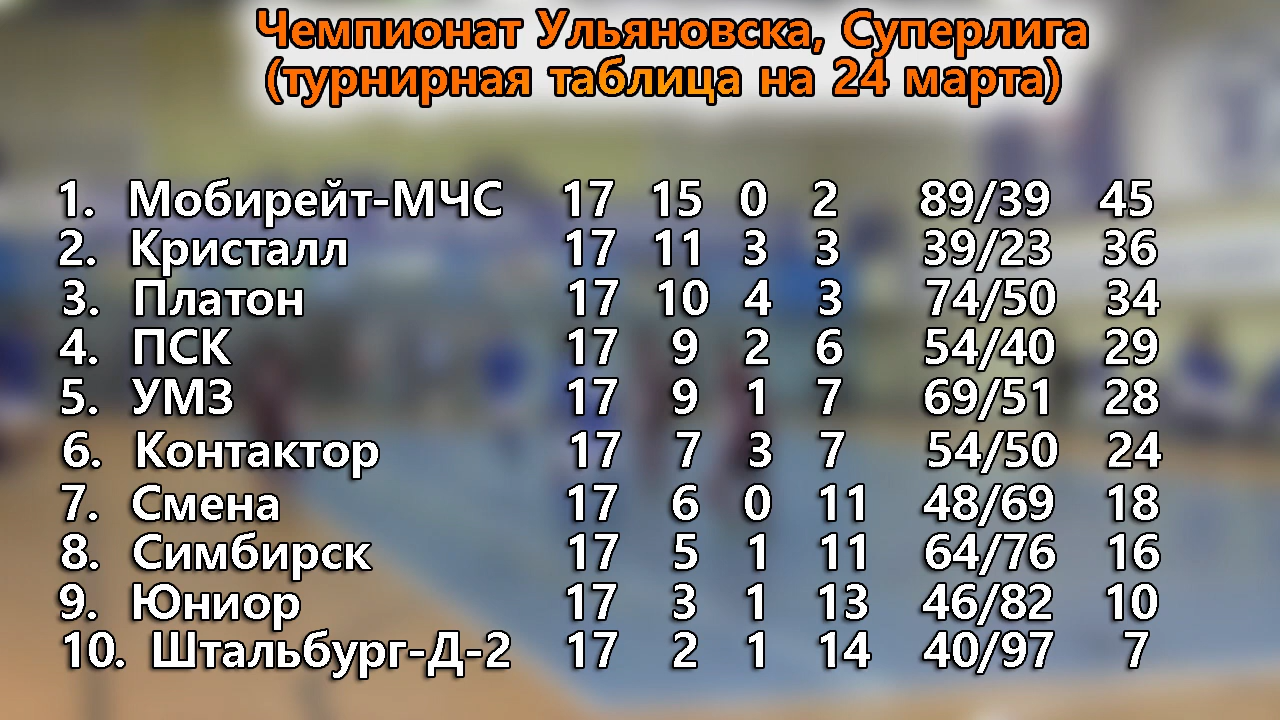 Чемпионат Ульяновска, Суперлига
(турнирная таблица на 24 марта)
1. Мобирейт-МЧС 17 15 0 2 89/39 45
2. Кристалл 17 11 3 3 39/23 36
3. Платон 17 10 4 3 74/50 34
4. ПСК 17 9 2 6 54/40 29
5. УМЗ 17 9 1 7 69/51 28
6. Контактор 17 7 3 7 54/50 24
7. Смена 17 6 0 11 48/69 18
8. Симбирск 17 5 1 11 64/76 16
9. Юниор 17 3 1 13 46/82 10
10. Штальбург-Д-2 17 2 1 14 40/97 7